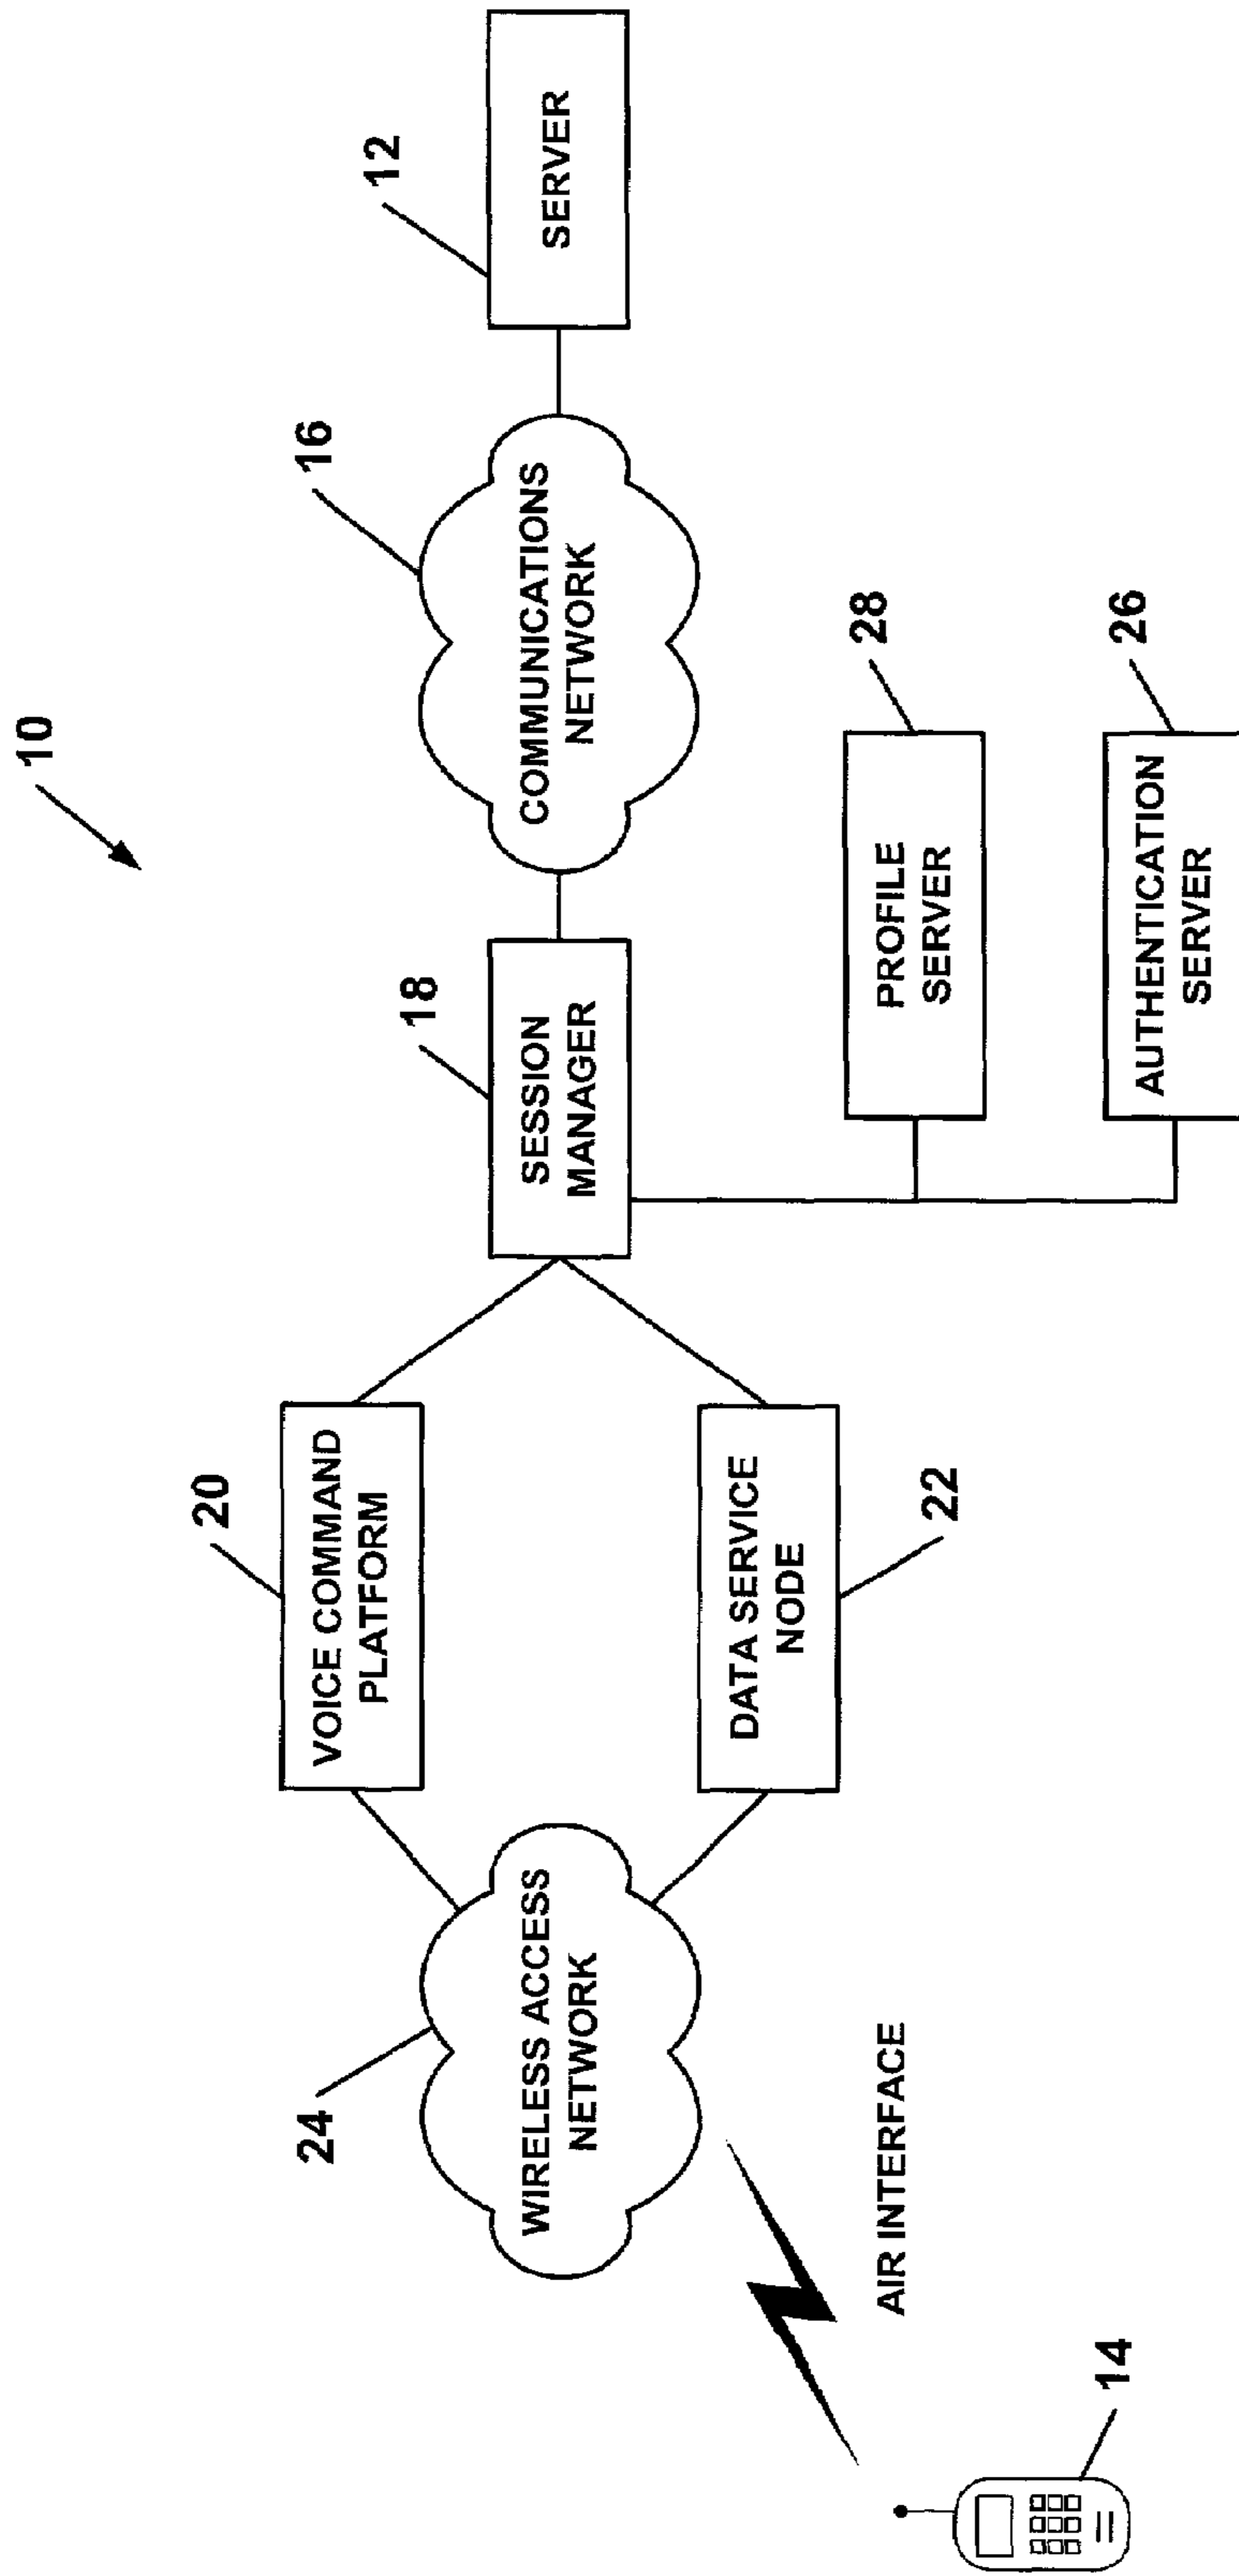 10
12
SERVER
16
COMMUNICATIONS
NETWORK
18
SESSION
MANAGER
28
PROFILE
SERVER
26
AUTHENTICATION
SERVER
20
VOICE COMMAND
PLATFORM
22
DATA SERVICE
NODE
24
WIRELESS ACCESS
NETWORK
AIR INTERFACE
14